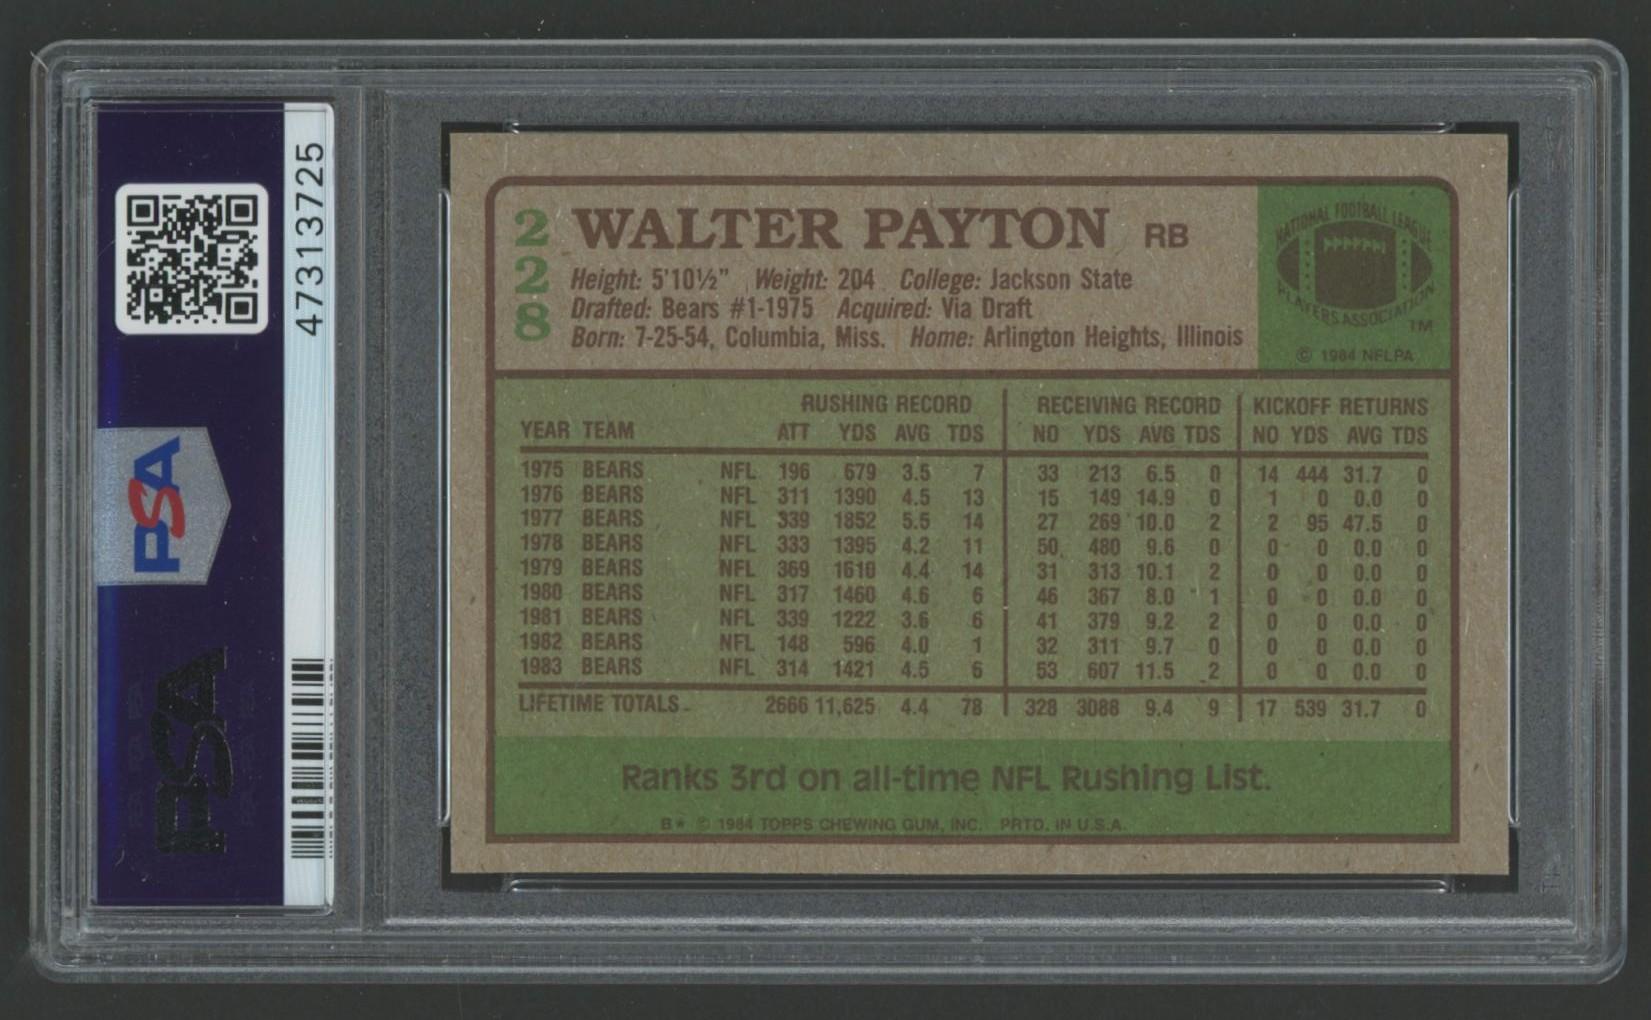 47313725
PSA
PSA
228
WALTER PAYTON RB
Height: 5'10½" Weight: 204 College: Jackson State
Drafted: Bears #1-1975 Acquired: Via Draft
Born: 7-25-54, Columbia, Miss. Home: Arlington Heights, Illinois
NATIONAL FOOTBALL LEAGUE
PLAYERS ASSOCIATION
TM
© 1984 NFLPA
RUSHING RECORD RECEIVING RECORD KICKOFF RETURNS
YEAR TEAM ATT YDS AVG TDS NO YDS AVG TDS NO YDS AVG TDS
1975 BEARS NFL 196 679 3.5 7 33 213 6.5 0 14 444 31.7 0
1976 BEARS NFL 311 1390 4.5 13 15 149 14.9 0 1 0 0.0 0
1977 BEARS NFL 339 1852 5.5 14 27 269 10.0 2 2 95 47.5 0
1978 BEARS NFL 333 1395 4.2 11 50 480 9.6 0 0 0 0.0 0
1979 BEARS NFL 369 1610 4.4 14 31 313 10.1 2 0 0 0.0 0
1980 BEARS NFL 317 1460 4.6 6 46 367 8.0 1 0 0 0.0 0
1981 BEARS NFL 339 1222 3.6 6 41 379 9.2 2 0 0 0.0 0
1982 BEARS NFL 148 596 4.0 1 32 311 9.7 0 0 0 0.0 0
1983 BEARS NFL 314 1421 4.5 6 53 607 11.5 2 0 0 0.0 0
LIFETIME TOTALS 2666 11,625 4.4 78 328 3088 9.4 9 17 539 31.7 0
Ranks 3rd on all-time NFL Rushing List.
B★ © 1984 TOPPS CHEWING GUM, INC. PRTD. IN U.S.A.